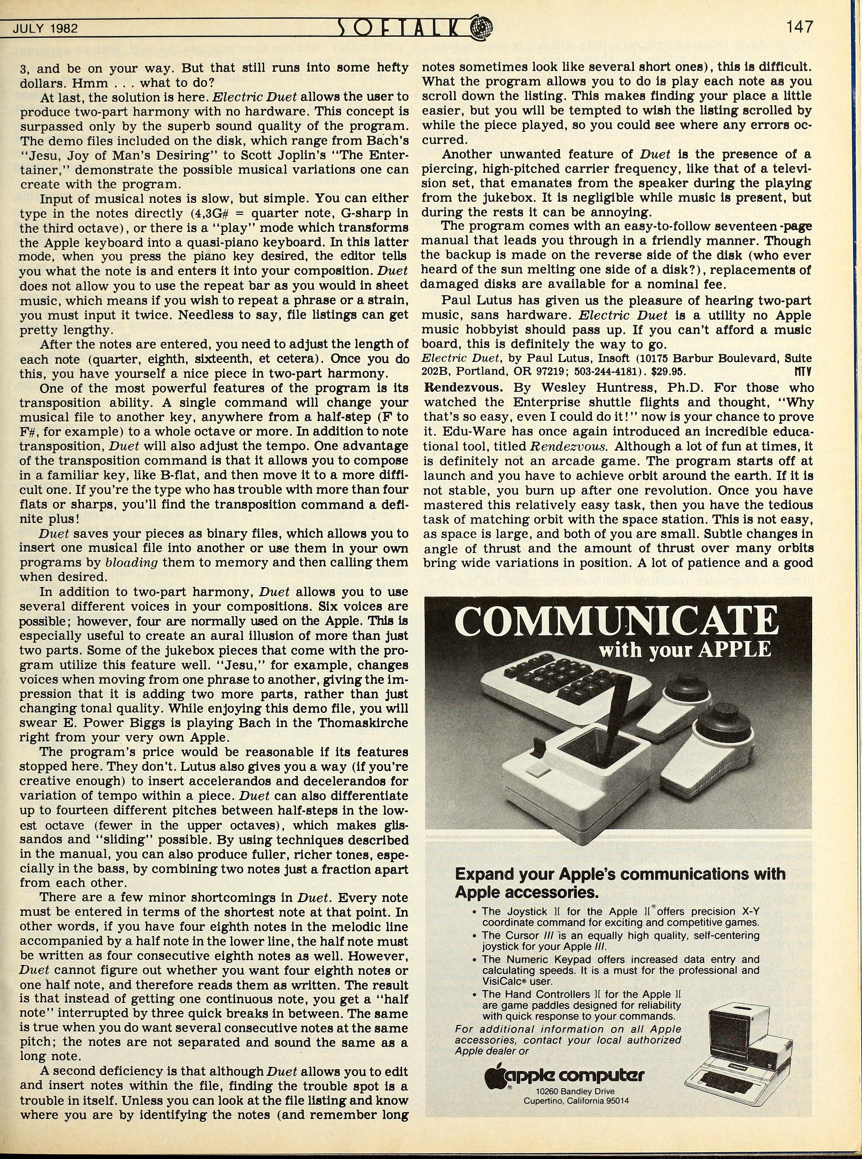 JULY 1982
SOFTALK
147
3, and be on your way. But that still runs into some hefty
dollars. Hmm . . . what to do?
At last, the solution is here. Electric Duet allows the user to
produce two-part harmony with no hardware. This concept is
surpassed only by the superb sound quality of the program.
The demo files included on the disk, which range from Bach's
"Jesu, Joy of Man's Desiring" to Scott Joplin's "The Enter-
tainer," demonstrate the possible musical variations one can
create with the program.
Input of musical notes is slow, but simple. You can either
type in the notes directly (4,3G# = quarter note, G-sharp in
the third octave), or there is a "play" mode which transforms
the Apple keyboard into a quasi-piano keyboard. In this latter
mode, when you press the piano key desired, the editor tells
you what the note is and enters it into your composition. Duet
does not allow you to use the repeat bar as you would in sheet
music, which means if you wish to repeat a phrase or a strain,
you must input it twice. Needless to say, file listings can get
pretty lengthy.
After the notes are entered, you need to adjust the length of
each note (quarter, eighth, sixteenth, et cetera). Once you do
this, you have yourself a nice piece in two-part harmony.
One of the most powerful features of the program is its
transposition ability. A single command will change your
musical file to another key, anywhere from a half-step (F to
F#, for example) to a whole octave or more. In addition to note
transposition, Duet will also adjust the tempo. One advantage
of the transposition command is that it allows you to compose
in a familiar key, like B-flat, and then move it to a more diffi-
cult one. If you're the type who has trouble with more than four
flats or sharps, you'll find the transposition command a defi-
nite plus!
Duet saves your pieces as binary files, which allows you to
insert one musical file into another or use them in your own
programs by bloading them to memory and then calling them
when desired.
In addition to two-part harmony, Duet allows you to use
several different voices in your compositions. Six voices are
possible; however, four are normally used on the Apple. This is
especially useful to create an aural illusion of more than just
two parts. Some of the jukebox pieces that come with the pro-
gram utilize this feature well. "Jesu," for example, changes
voices when moving from one phrase to another, giving the im-
pression that it is adding two more parts, rather than just
changing tonal quality. While enjoying this demo file, you will
swear E. Power Biggs is playing Bach in the Thomaskirche
right from your very own Apple.
The program's price would be reasonable if its features
stopped here. They don't. Lutus also gives you a way (if you're
creative enough) to insert accelerandos and decelerandos for
variation of tempo within a piece. Duet can also differentiate
up to fourteen different pitches between half-steps in the low-
est octave (fewer in the upper octaves), which makes glis-
sandos and "sliding" possible. By using techniques described
in the manual, you can also produce fuller, richer tones, espe-
cially in the bass, by combining two notes just a fraction apart
from each other.
There are a few minor shortcomings in Duet. Every note
must be entered in terms of the shortest note at that point. In
other words, if you have four eighth notes in the melodic line
accompanied by a half note in the lower line, the half note must
be written as four consecutive eighth notes as well. However,
Duet cannot figure out whether you want four eighth notes or
one half note, and therefore reads them as written. The result
is that instead of getting one continuous note, you get a "half
note" interrupted by three quick breaks in between. The same
is true when you do want several consecutive notes at the same
pitch; the notes are not separated and sound the same as a
long note.
A second deficiency is that although Duet allows you to edit
and insert notes within the file, finding the trouble spot is a
trouble in itself. Unless you can look at the file listing and know
where you are by identifying the notes (and remember long
notes sometimes look like several short ones), this is difficult.
What the program allows you to do is play each note as you
scroll down the listing. This makes finding your place a little
easier, but you will be tempted to wish the listing scrolled by
while the piece played, so you could see where any errors oc-
curred.
Another unwanted feature of Duet is the presence of a
piercing, high-pitched carrier frequency, like that of a televi-
sion set, that emanates from the speaker during the playing
from the jukebox. It is negligible while music is present, but
during the rests it can be annoying.
The program comes with an easy-to-follow seventeen-page
manual that leads you through in a friendly manner. Though
the backup is made on the reverse side of the disk (who ever
heard of the sun melting one side of a disk?), replacements of
damaged disks are available for a nominal fee.
Paul Lutus has given us the pleasure of hearing two-part
music, sans hardware. Electric Duet is a utility no Apple
music hobbyist should pass up. If you can't afford a music
board, this is definitely the way to go.
Electric Duet, by Paul Lutus, Insoft (10175 Barbur Boulevard, Suite
202B, Portland, OR 97219; 503-244-4181). $29.95. MTV
Rendezvous. By Wesley Huntress, Ph.D. For those who
watched the Enterprise shuttle flights and thought, "Why
that's so easy, even I could do it!" now is your chance to prove
it. Edu-Ware has once again introduced an incredible educa-
tional tool, titled Rendezvous. Although a lot of fun at times, it
is definitely not an arcade game. The program starts off at
launch and you have to achieve orbit around the earth. If it is
not stable, you burn up after one revolution. Once you have
mastered this relatively easy task, then you have the tedious
task of matching orbit with the space station. This is not easy,
as space is large, and both of you are small. Subtle changes in
angle of thrust and the amount of thrust over many orbits
bring wide variations in position. A lot of patience and a good
COMMUNICATE
with your APPLE
Expand your Apple's communications with
Apple accessories.
• The Joystick ][ for the Apple ][® offers precision X-Y
coordinate command for exciting and competitive games.
• The Cursor /// is an equally high quality, self-centering
joystick for your Apple ///.
• The Numeric Keypad offers increased data entry and
calculating speeds. It is a must for the professional and
VisiCalc® user.
• The Hand Controllers ][ for the Apple ][
are game paddles designed for reliability
with quick response to your commands.
For additional information on all Apple
accessories, contact your local authorized
Apple dealer or
apple computer
®
10260 Bandley Drive
Cupertino, California 95014